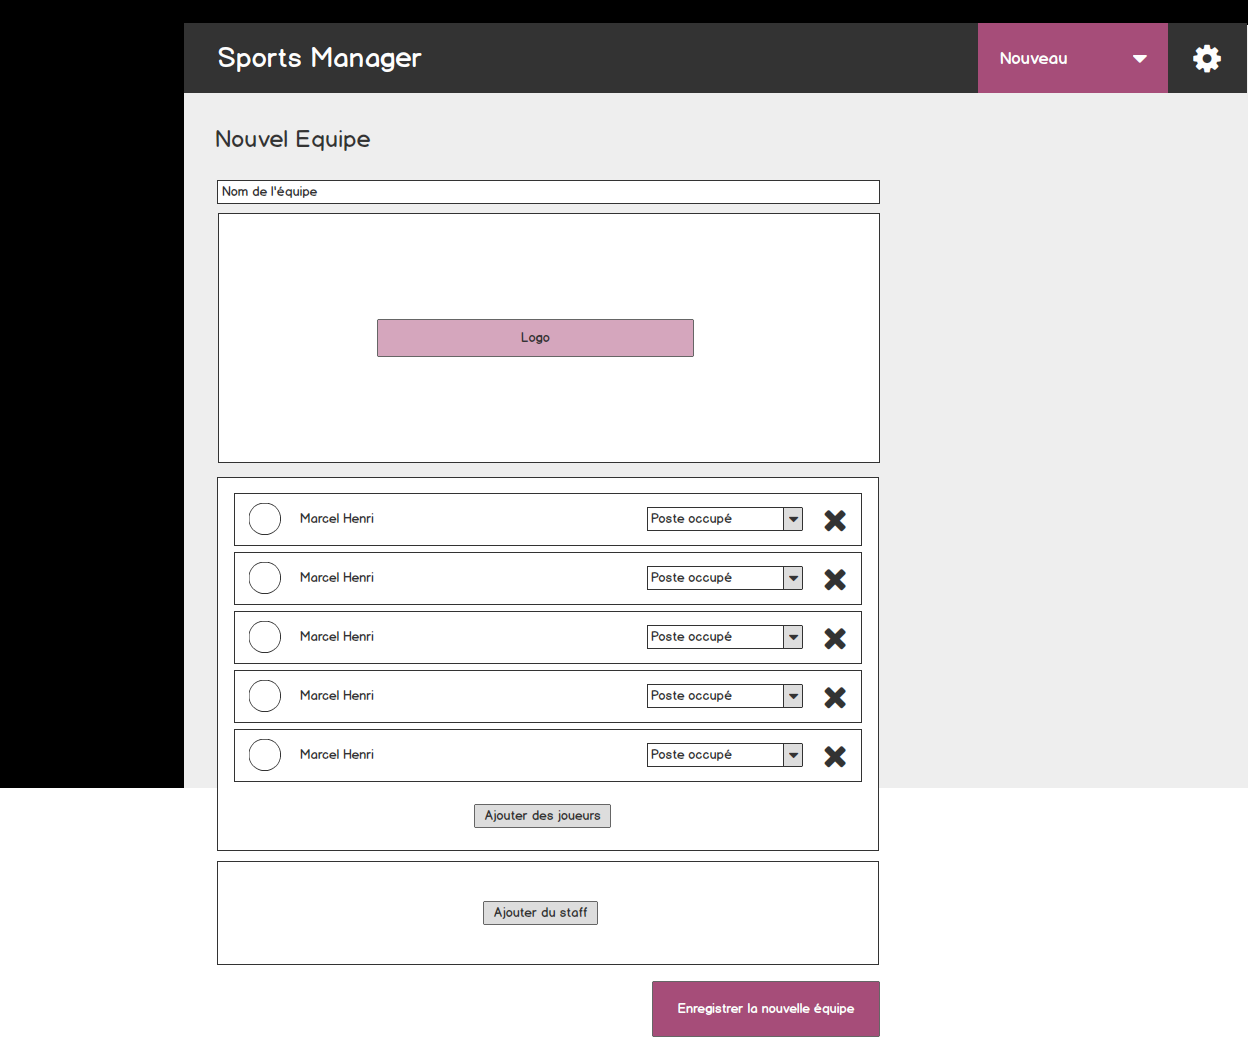 Sports Manager
Nouveau
Nouvel Equipe
Nom de l'équipe
Logo
Marcel Henri
Poste occupé
Marcel Henri
Poste occupé
Marcel Henri
Poste occupé
Marcel Henri
Poste occupé
Marcel Henri
Poste occupé
Ajouter des joueurs
Ajouter du staff
Enregistrer la nouvelle équipe